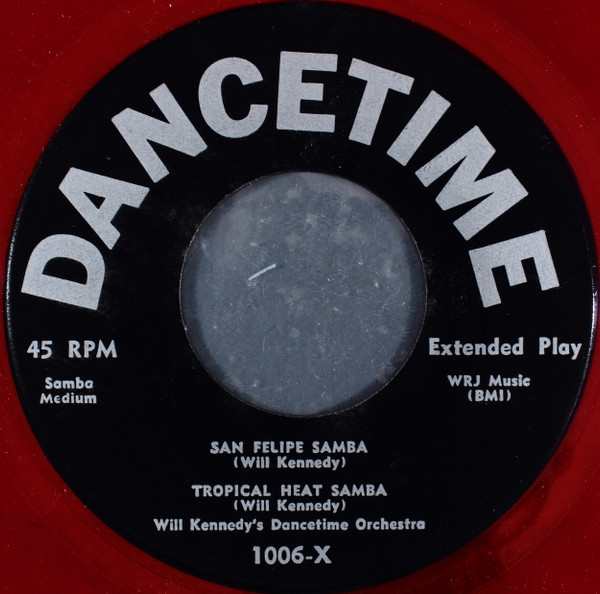 DANCETIME
45 RPM
Extended Play
Samba
Medium
WRJ Music
(BMI)
SAN FELIPE SAMBA
(Will Kennedy)
TROPICAL HEAT SAMBA
(Will Kennedy)
Will Kennedy's Dancetime Orchestra
1006-X